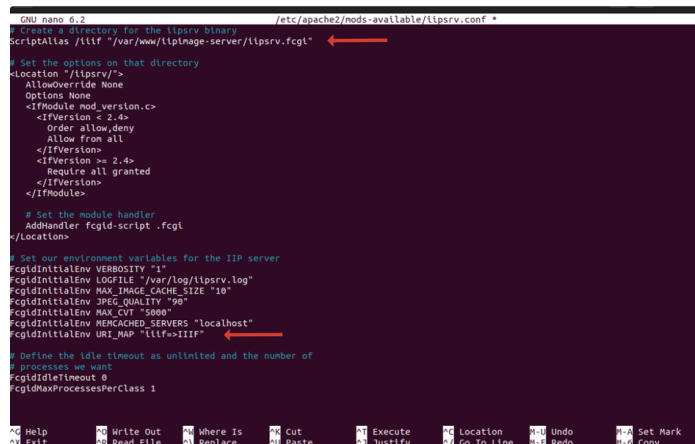 GNU nano 6.2 /etc/apache2/mods-available/iipsrv.conf *
# Create a directory for the iipsrv binary
ScriptAlias /iiif "/var/www/iipimage-server/iipsrv.fcgi"
# Set the options on that directory
<Location "/iipsrv/">
AllowOverride None
Options None
<IfModule mod_version.c>
<IfVersion < 2.4>
Order allow,deny
Allow from all
</IfVersion>
<IfVersion >= 2.4>
Require all granted
</IfVersion>
</IfModule>
# Set the module handler
AddHandler fcgid-script .fcgi
</Location>
# Set our environment variables for the IIP server
FcgidInitialEnv VERBOSITY "1"
FcgidInitialEnv LOGFILE "/var/log/iipsrv.log"
FcgidInitialEnv MAX_IMAGE_CACHE_SIZE "10"
FcgidInitialEnv JPEG_QUALITY "90"
FcgidInitialEnv MAX_CVT "5000"
FcgidInitialEnv MEMCACHED_SERVERS "localhost"
FcgidInitialEnv URI_MAP "iiif=>IIIF"
# Define the idle timeout as unlimited and the number of
# processes we want
FcgidIdleTimeout 0
FcgidMaxProcessesPerClass 1
^G Help ^O Write Out ^W Where Is ^K Cut ^T Execute ^C Location M-U Undo M-A Set Mark
^X Exit ^R Read File ^\ Replace ^U Paste ^J Justify ^/ Go To Line M-E Redo M-6 Copy